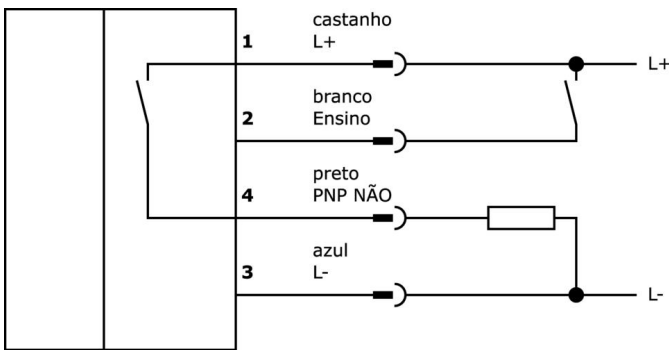 castanho
1 L+ L+
branco
2 Ensino
preto
4 PNP NÃO
azul
3 L- L-